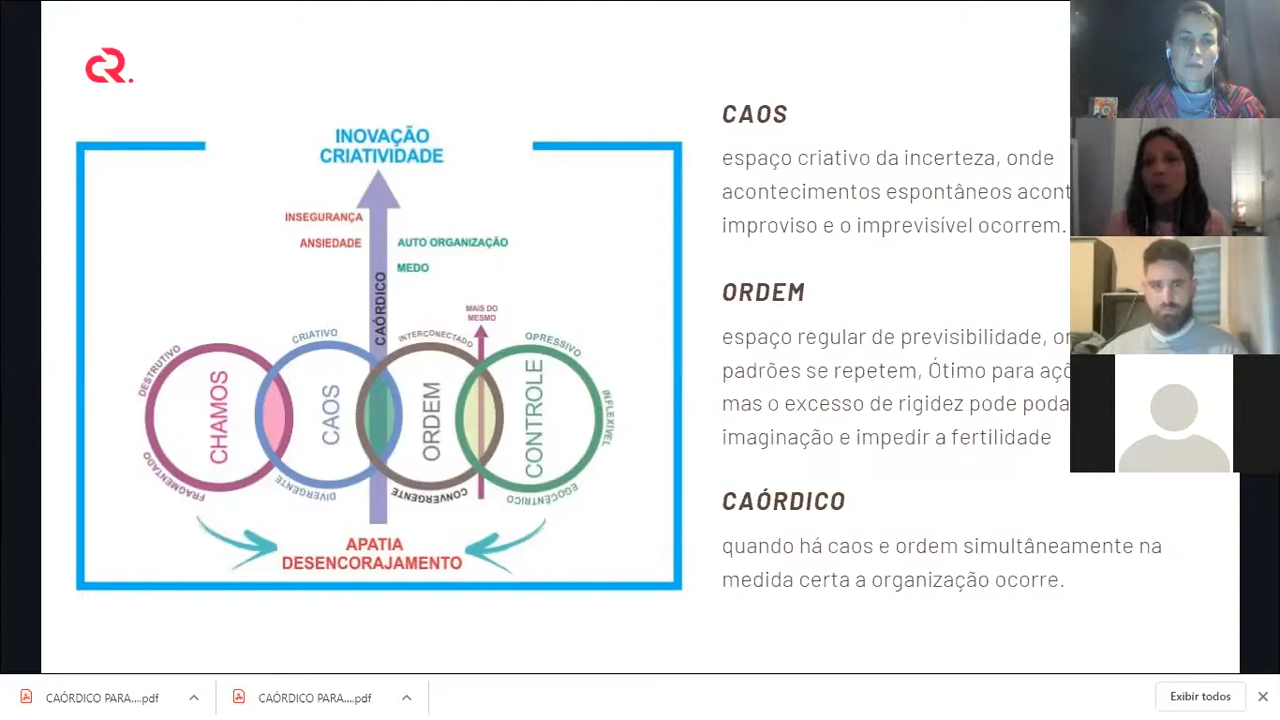 CR.
INOVAÇÃO
CRIATIVIDADE
INSEGURANÇA
ANSIEDADE
AUTO ORGANIZAÇÃO
MEDO
CAÓRDICO
MAIS DO
MESMO
DESTRUTIVO
CHAMOS
FRAGMENTADO
CRIATIVO
CAOS
DIVERGENTE
INTERCONECTADO
ORDEM
CONVERGENTE
OPRESSIVO
CONTROLE
INFLEXÍVEL
EGOCÊNTRICO
APATIA
DESENCORAJAMENTO
CAOS
espaço criativo da incerteza, onde
acontecimentos espontâneos acont
improviso e o imprevisível ocorrem.
ORDEM
espaço regular de previsibilidade, 
padrões se repetem, Ótimo para açõ
mas o excesso de rigidez pode poda
imaginação e impedir a fertilidade
CAÓRDICO
quando há caos e ordem simultâneamente na
medida certa a organização ocorre.
CAÓRDICO PARA....pdf
CAÓRDICO PARA....pdf
Exibir todos